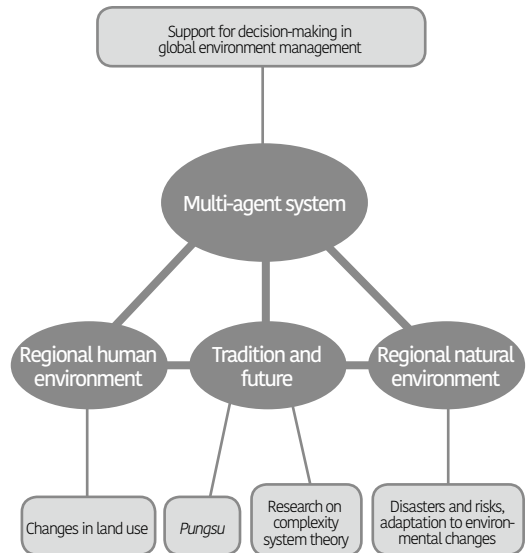 Support for decision-making in
global environment management
Multi-agent system
Regional human
environment
Tradition and
future
Regional natural
environment
Changes in land use
Pungsu
Research on
complexity
system theory
Disasters and risks,
adaptation to environ-
mental changes